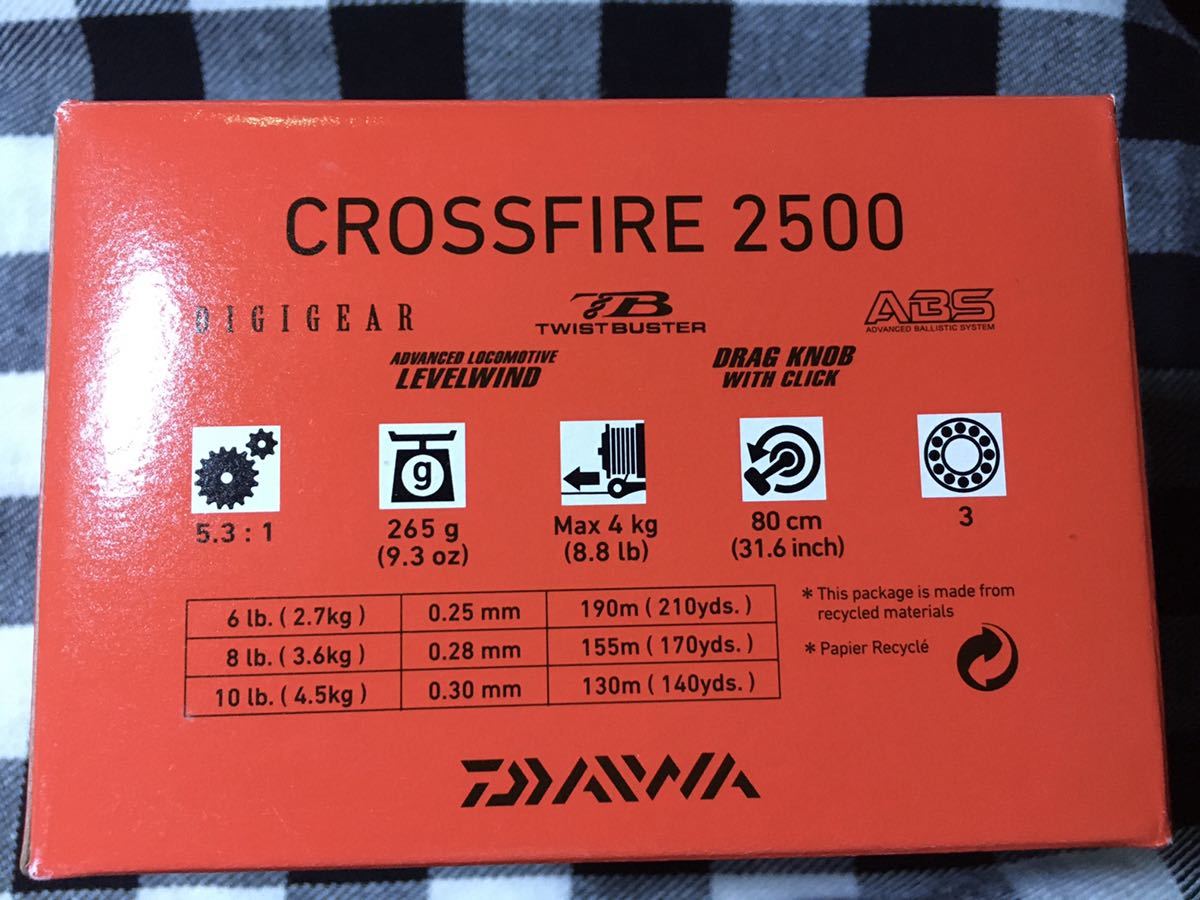 CROSSFIRE 2500
DIGIGEAR
TB
TWIST BUSTER
ABS
ADVANCED BALLISTIC SYSTEM
ADVANCED LOCOMOTIVE
LEVELWIND
DRAG KNOB
WITH CLICK
g
5.3 : 1
265 g
(9.3 oz)
Max 4 kg
(8.8 lb)
80 cm
(31.6 inch)
3
6 lb. ( 2.7kg ) 0.25 mm 190m ( 210yds. )
8 lb. ( 3.6kg ) 0.28 mm 155m ( 170yds. )
10 lb. ( 4.5kg ) 0.30 mm 130m ( 140yds. )
* This package is made from
recycled materials
* Papier Recyclé
DAIWA